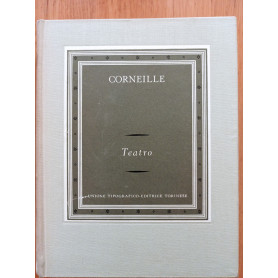 CORNEILLE
Teatro
UNIONE TIPOGRAFICO-EDITRICE TORINESE